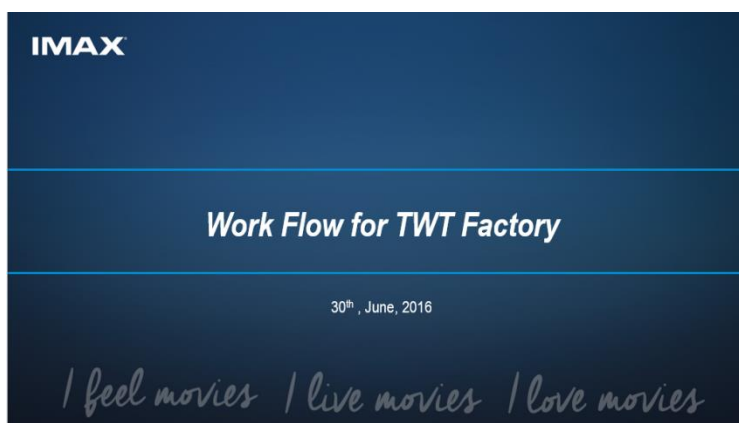 IMAX
Work Flow for TWT Factory
30th , June, 2016
I feel movies I live movies I love movies